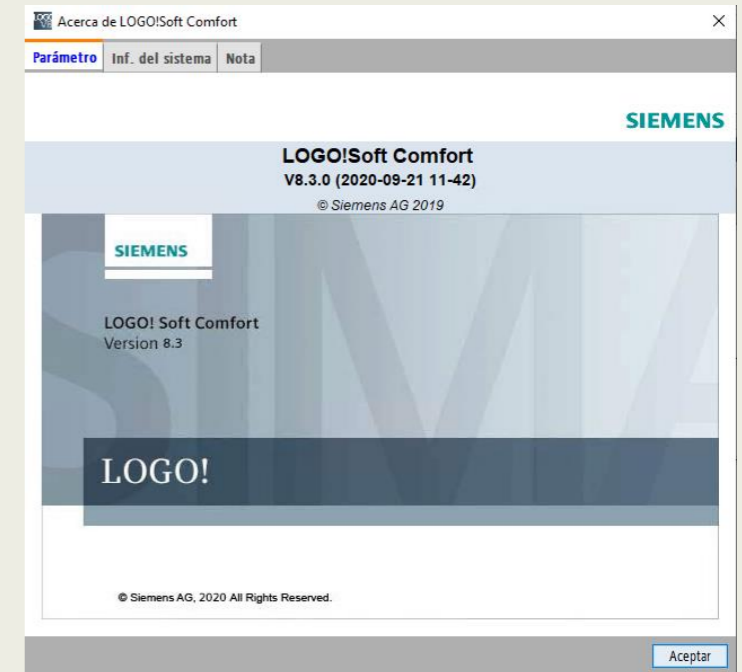 Acerca de LOGO!Soft Comfort
Parámetro Inf. del sistema Nota
SIEMENS
LOGO!Soft Comfort
V8.3.0 (2020-09-21 11-42)
© Siemens AG 2019
SIEMENS
LOGO! Soft Comfort
Version 8.3
SIMA
LOGO!
© Siemens AG, 2020 All Rights Reserved.
Aceptar